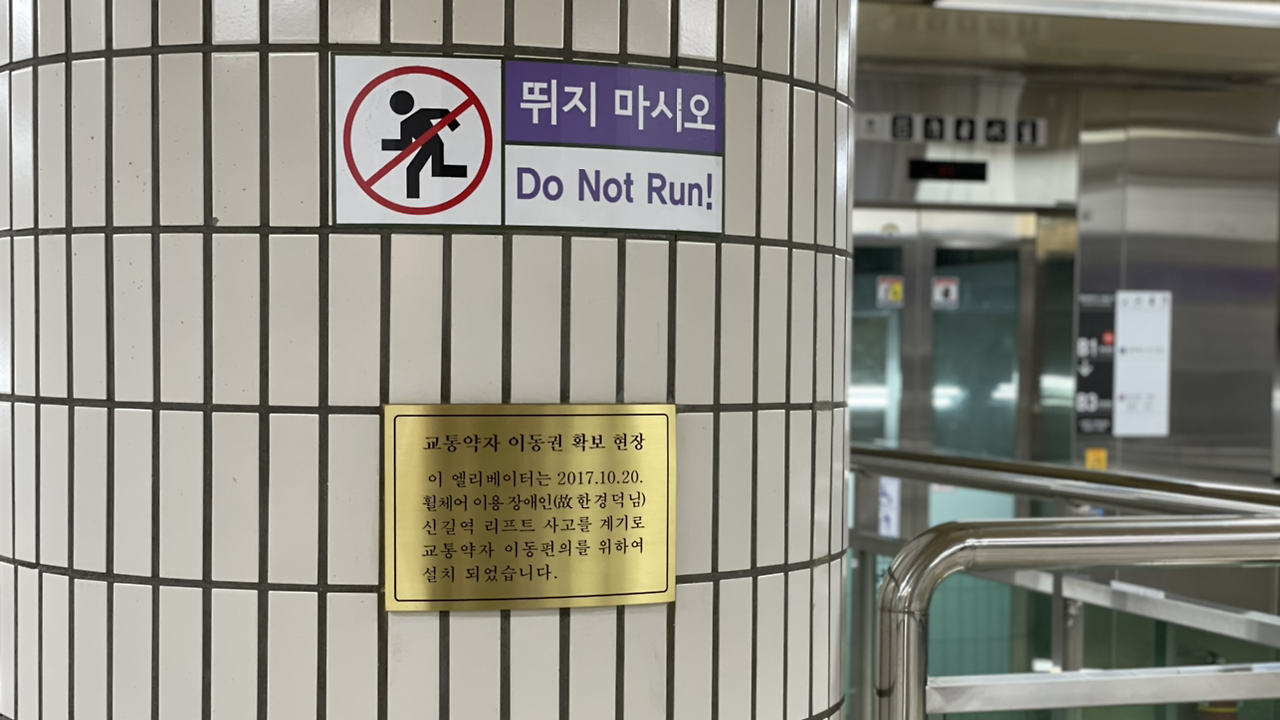 뛰지 마시오
Do Not Run!
교통약자 이동권 확보 현장
이 엘리베이터는 2017.10.20.
휠체어 이용 장애인(故 한경덕님)
신길역 리프트 사고를 계기로
교통약자 이동편의를 위하여
설치 되었습니다.
B1
B3